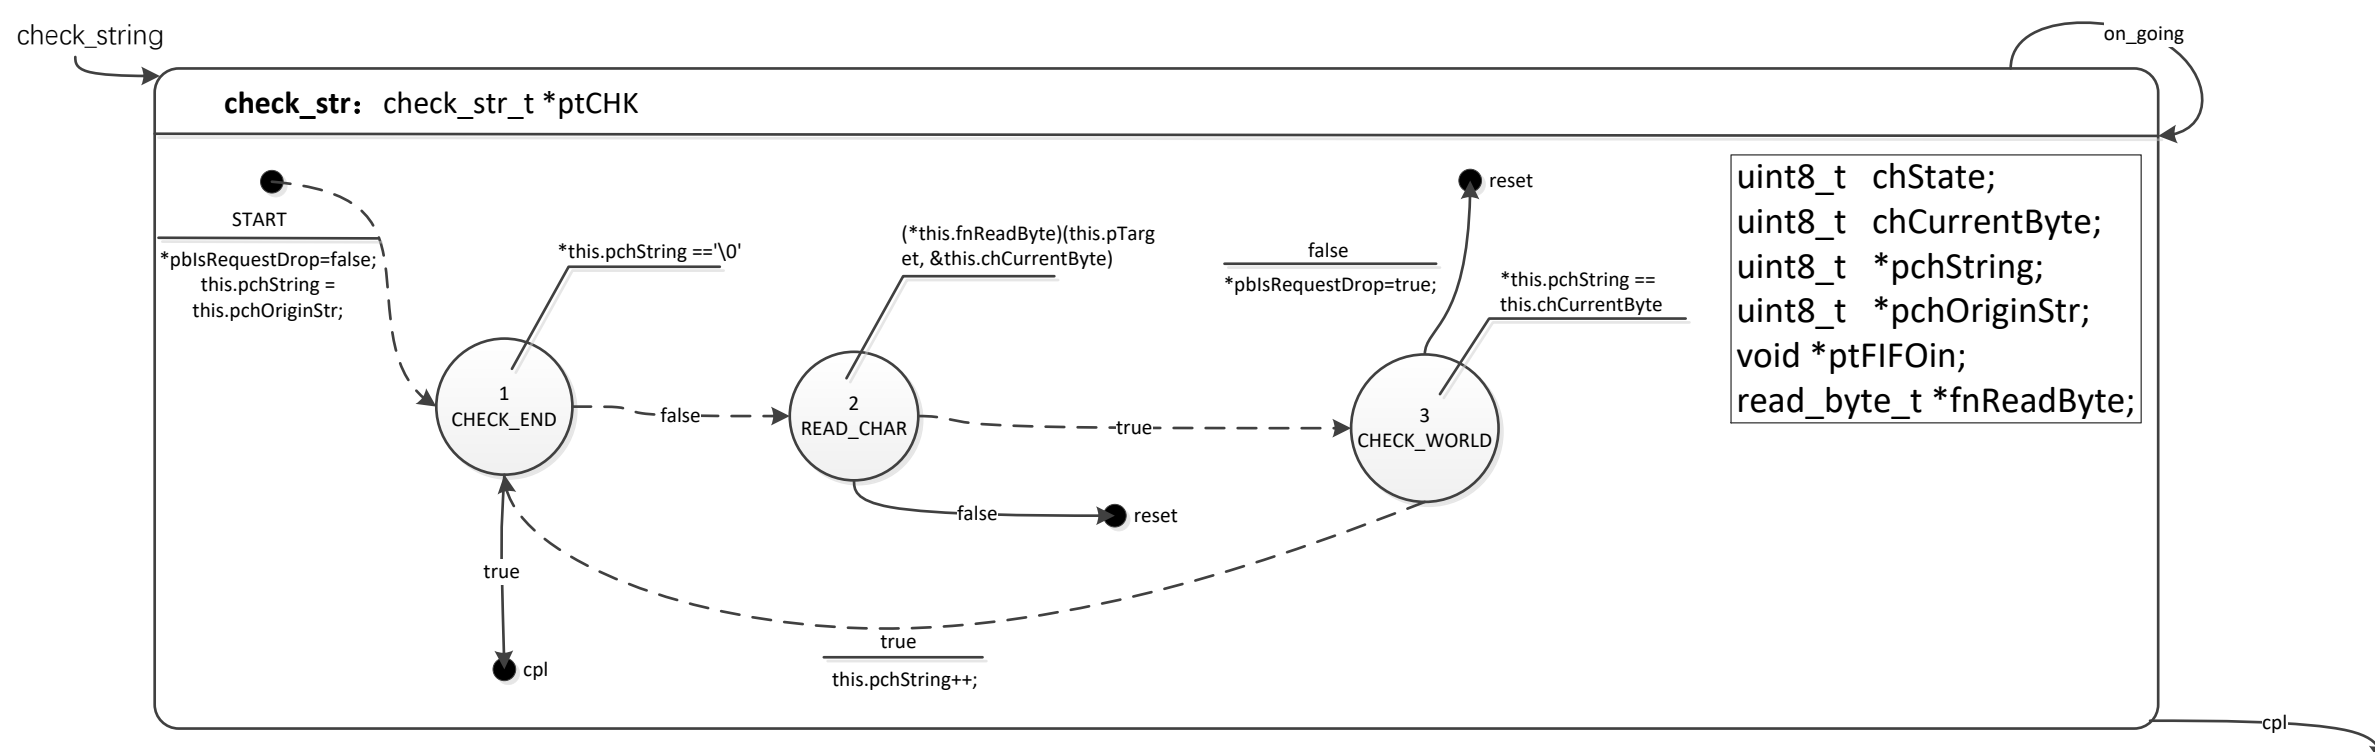 check_string
on_going
check_str：check_str_t *ptCHK
START
*pbIsRequestDrop=false;
this.pchString =
this.pchOriginStr;
*this.pchString =='\0'
(*this.fnReadByte)(this.pTarg
et, &this.chCurrentByte)
false
*pbIsRequestDrop=true;
reset
*this.pchString ==
this.chCurrentByte
uint8_t chState;
uint8_t chCurrentByte;
uint8_t *pchString;
uint8_t *pchOriginStr;
void *ptFIFOin;
read_byte_t *fnReadByte;
1
CHECK_END
false
2
READ_CHAR
true
3
CHECK_WORLD
false
reset
true
cpl
true
this.pchString++;
cpl